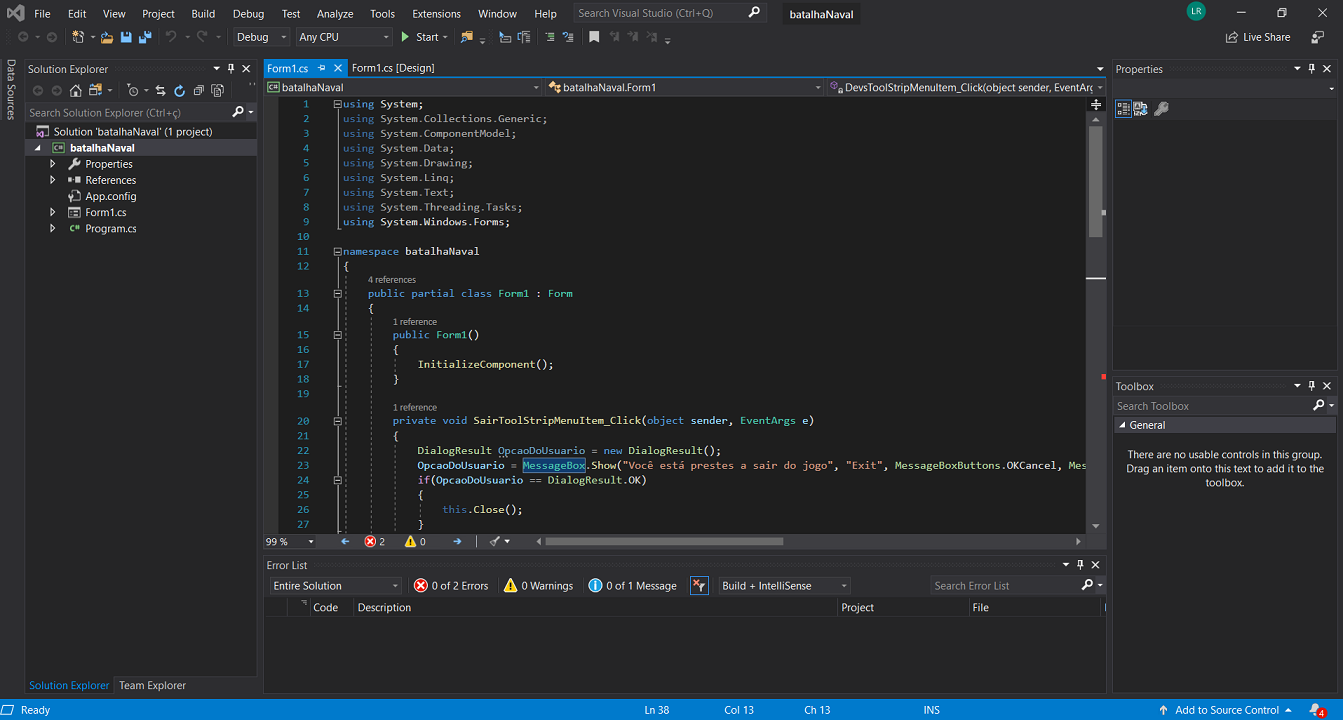 File Edit View Project Build Debug Test Analyze Tools Extensions Window Help Search Visual Studio (Ctrl+Q) batalhaNaval LR
Debug Any CPU Start Live Share
Data Sources
Solution Explorer
Search Solution Explorer (Ctrl+ç)
Solution 'batalhaNaval' (1 project)
C# batalhaNaval
Properties
References
App.config
Form1.cs
C# Program.cs
Solution Explorer Team Explorer
Form1.cs Form1.cs [Design]
C# batalhaNaval batalhaNaval.Form1 DevsToolStripMenuItem_Click(object sender, EventArg
1 using System;
2 using System.Collections.Generic;
3 using System.ComponentModel;
4 using System.Data;
5 using System.Drawing;
6 using System.Linq;
7 using System.Text;
8 using System.Threading.Tasks;
9 using System.Windows.Forms;
10
11 namespace batalhaNaval
12 {
4 references
13 public partial class Form1 : Form
14 {
1 reference
15 public Form1()
16 {
17 InitializeComponent();
18 }
19
1 reference
20 private void SairToolStripMenuItem_Click(object sender, EventArgs e)
21 {
22 DialogResult OpcaoDoUsuario = new DialogResult();
23 OpcaoDoUsuario = MessageBox.Show("Você está prestes a sair do jogo", "Exit", MessageBoxButtons.OKCancel, Mes
24 if(OpcaoDoUsuario == DialogResult.OK)
25 {
26 this.Close();
27 }
99 % 2 0
Error List
Entire Solution 0 of 2 Errors 0 Warnings 0 of 1 Message Build + IntelliSense Search Error List
Code Description Project File
Properties
Toolbox
Search Toolbox
General
There are no usable controls in this group.
Drag an item onto this text to add it to the
toolbox.
Ready Ln 38 Col 13 Ch 13 INS Add to Source Control 4